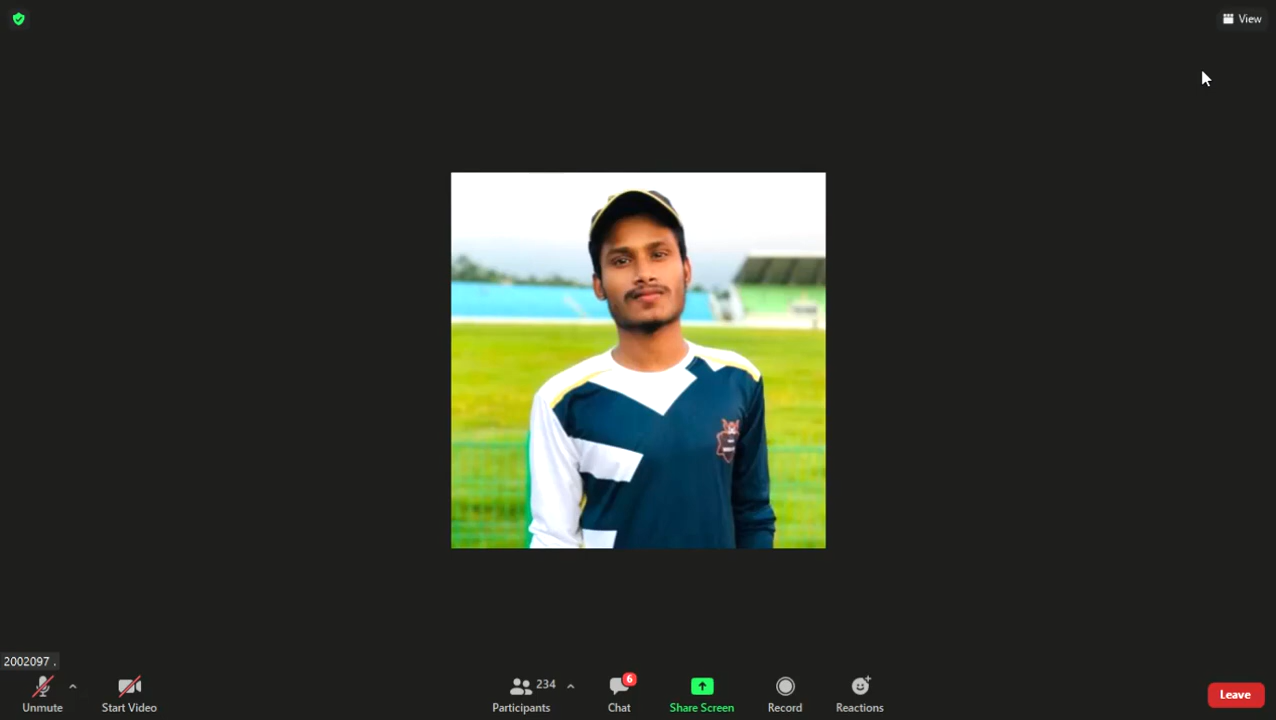 View
2002097 .
Unmute
Start Video
234
Participants
6
Chat
Share Screen
Record
Reactions
Leave